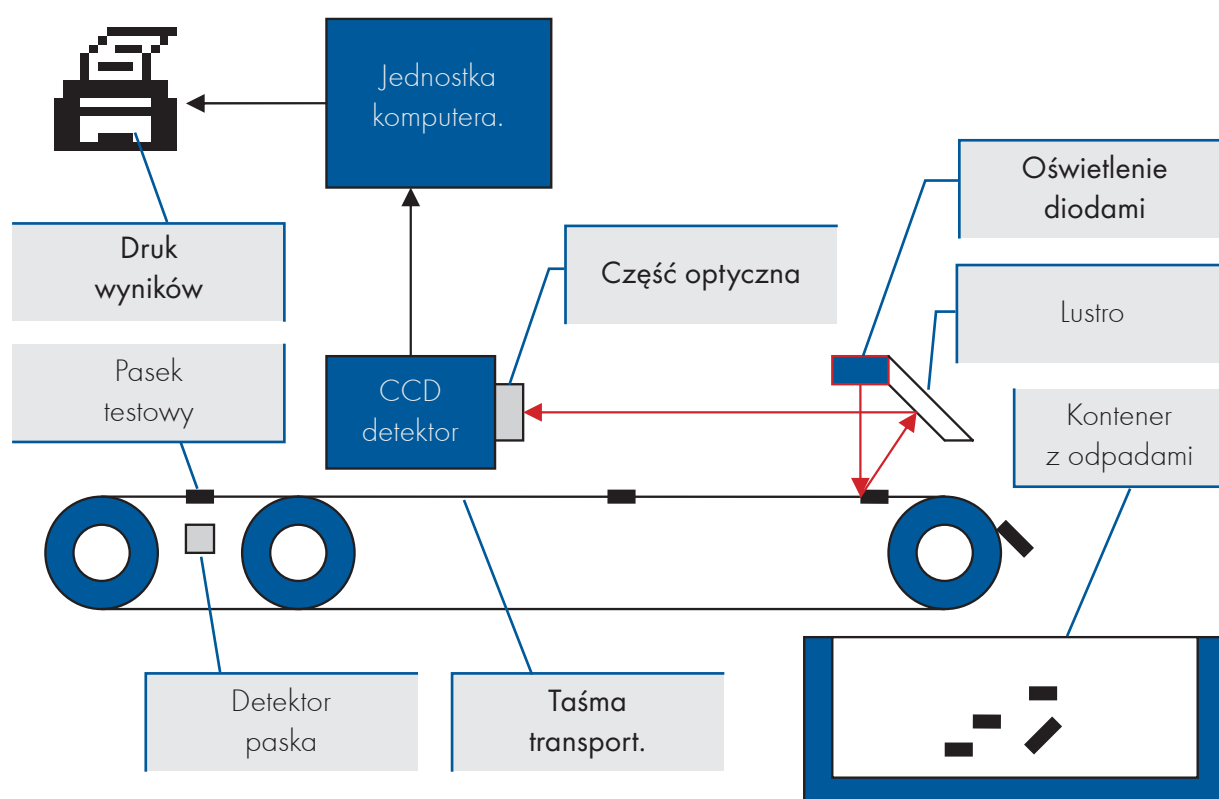 Jednostka
komputera.
Oświetlenie
diodami
Druk
wyników
Część optyczna
Lustro
Pasek
testowy
CCD
detektor
Kontener
z odpadami
Detektor
paska
Taśma
transport.